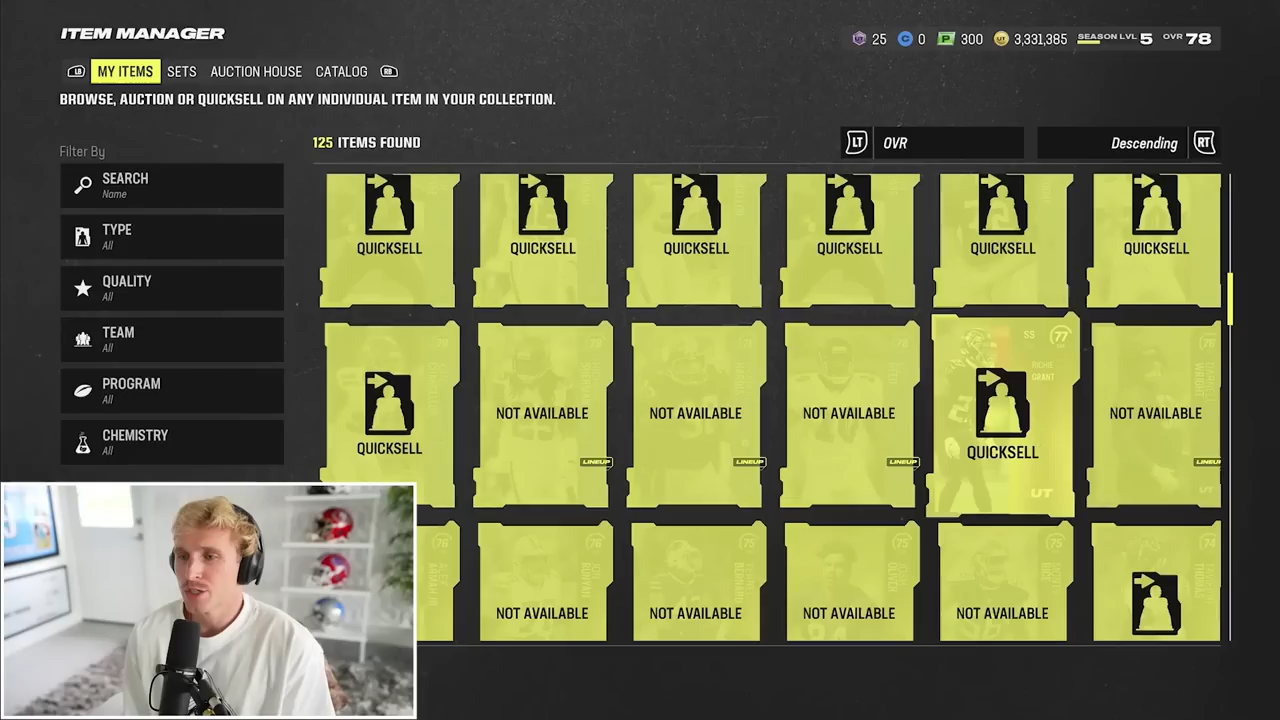 ITEM MANAGER
25 0 300 3,331,385 SEASON LVL 5 OVR 78
LB MY ITEMS SETS AUCTION HOUSE CATALOG RB
BROWSE, AUCTION OR QUICKSELL ON ANY INDIVIDUAL ITEM IN YOUR COLLECTION.
Filter By
125 ITEMS FOUND
LT OVR Descending RT
SEARCH
Name
TYPE
All
QUALITY
All
TEAM
All
PROGRAM
All
CHEMISTRY
All
QUICKSELL QUICKSELL QUICKSELL QUICKSELL QUICKSELL QUICKSELL
SS 77
RICHIE
GRANT
QUICKSELL NOT AVAILABLE NOT AVAILABLE NOT AVAILABLE QUICKSELL NOT AVAILABLE
LINEUP LINEUP LINEUP LINEUP
UT
NOT AVAILABLE NOT AVAILABLE NOT AVAILABLE NOT AVAILABLE